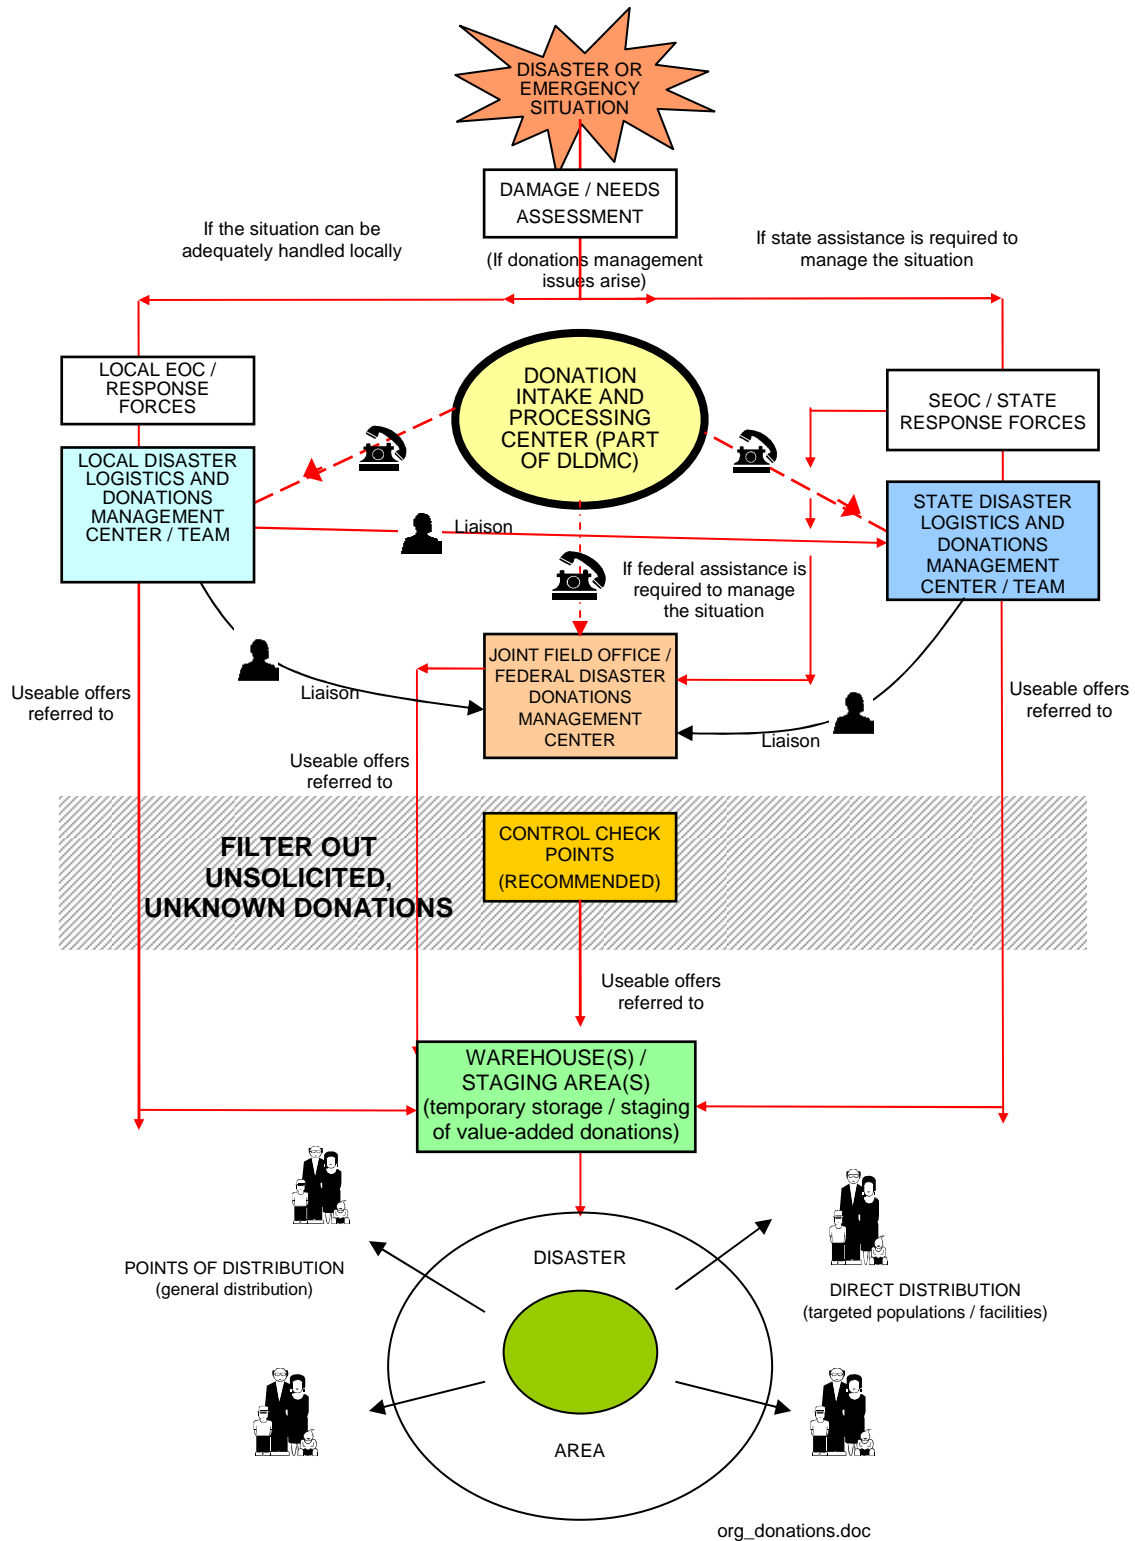 DISASTER OR
EMERGENCY
SITUATION
DAMAGE / NEEDS
ASSESSMENT
If the situation can be
adequately handled locally
(If donations management
issues arise)
If state assistance is required to
manage the situation
LOCAL EOC /
RESPONSE
FORCES
DONATION
INTAKE AND
PROCESSING
CENTER (PART
OF DLDMC)
SEOC / STATE
RESPONSE FORCES
LOCAL DISASTER
LOGISTICS AND
DONATIONS
MANAGEMENT
CENTER / TEAM
STATE DISASTER
LOGISTICS AND
DONATIONS
MANAGEMENT
CENTER / TEAM
Liaison
If federal assistance is
required to manage
the situation
JOINT FIELD OFFICE /
FEDERAL DISASTER
DONATIONS
MANAGEMENT
CENTER
Useable offers
referred to
Liaison
Liaison
Useable offers
referred to
Useable offers
referred to
FILTER OUT
UNSOLICITED,
UNKNOWN DONATIONS
CONTROL CHECK
POINTS
(RECOMMENDED)
Useable offers
referred to
WAREHOUSE(S) /
STAGING AREA(S)
(temporary storage / staging
of value-added donations)
POINTS OF DISTRIBUTION
(general distribution)
DISASTER
DIRECT DISTRIBUTION
(targeted populations / facilities)
AREA
org_donations.doc